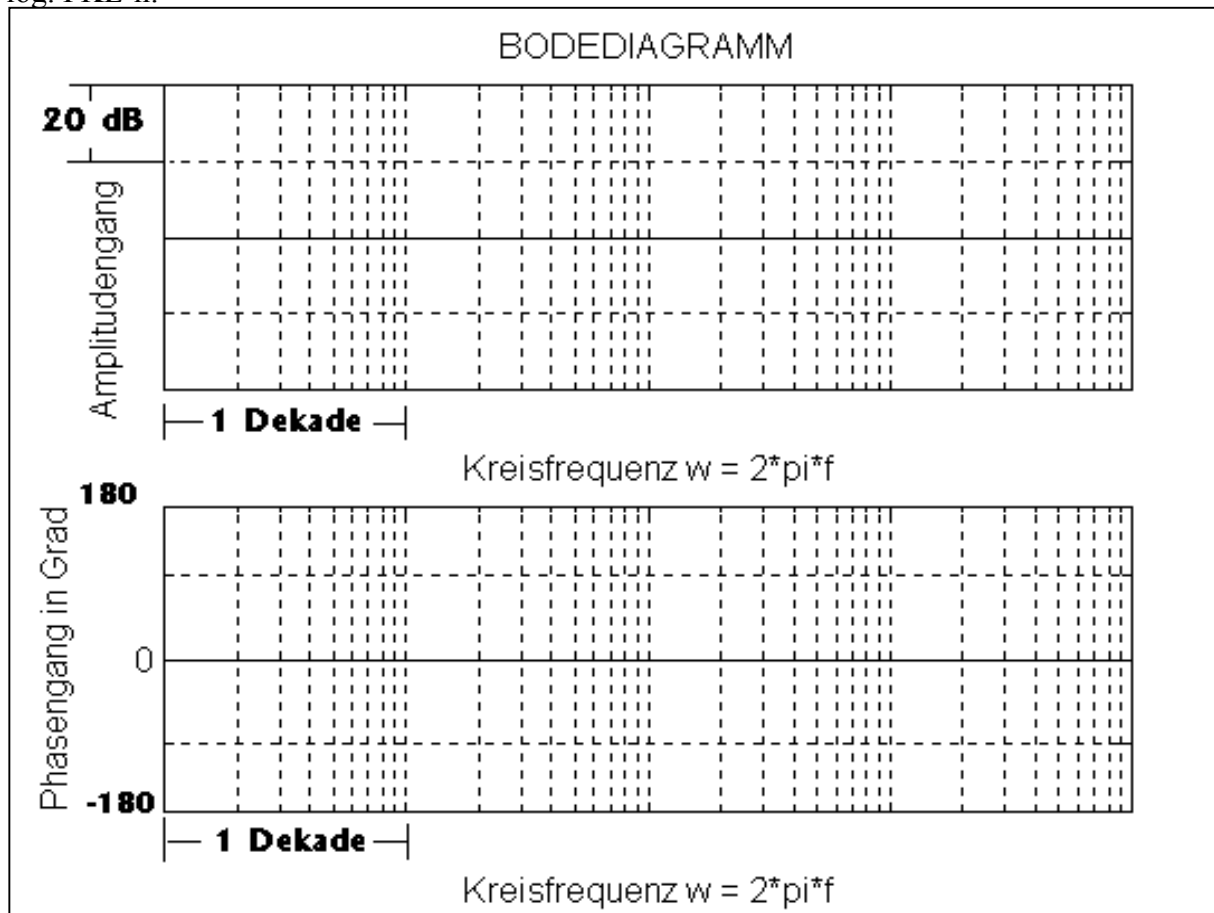 BODEDIAGRAMM
20 dB
Amplitudengang
1 Dekade
Kreisfrequenz w = 2*pi*f
180
Phasengang in Grad
0
-180
1 Dekade
Kreisfrequenz w = 2*pi*f